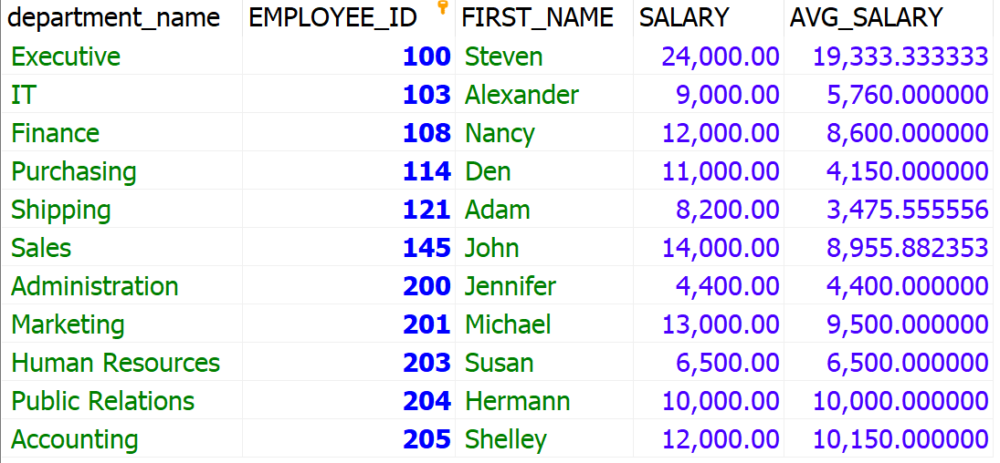 department_name EMPLOYEE_ID FIRST_NAME SALARY AVG_SALARY
Executive 100 Steven 24,000.00 19,333.333333
IT 103 Alexander 9,000.00 5,760.000000
Finance 108 Nancy 12,000.00 8,600.000000
Purchasing 114 Den 11,000.00 4,150.000000
Shipping 121 Adam 8,200.00 3,475.555556
Sales 145 John 14,000.00 8,955.882353
Administration 200 Jennifer 4,400.00 4,400.000000
Marketing 201 Michael 13,000.00 9,500.000000
Human Resources 203 Susan 6,500.00 6,500.000000
Public Relations 204 Hermann 10,000.00 10,000.000000
Accounting 205 Shelley 12,000.00 10,150.000000